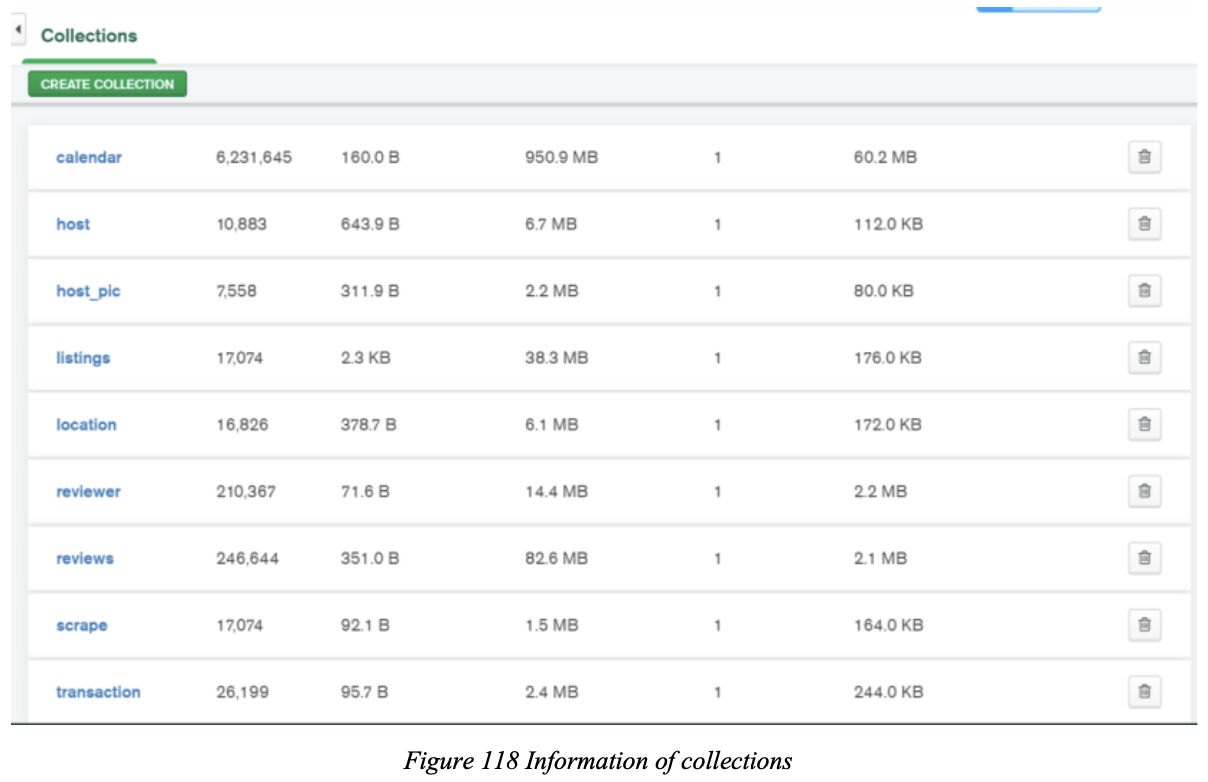 Collections
CREATE COLLECTION
calendar 6,231,645 160.0 B 950.9 MB 1 60.2 MB
host 10,883 643.9 B 6.7 MB 1 112.0 KB
host_pic 7,558 311.9 B 2.2 MB 1 80.0 KB
listings 17,074 2.3 KB 38.3 MB 1 176.0 KB
location 16,826 378.7 B 6.1 MB 1 172.0 KB
reviewer 210,367 71.6 B 14.4 MB 1 2.2 MB
reviews 246,644 351.0 B 82.6 MB 1 2.1 MB
scrape 17,074 92.1 B 1.5 MB 1 164.0 KB
transaction 26,199 95.7 B 2.4 MB 1 244.0 KB
Figure 118 Information of collections